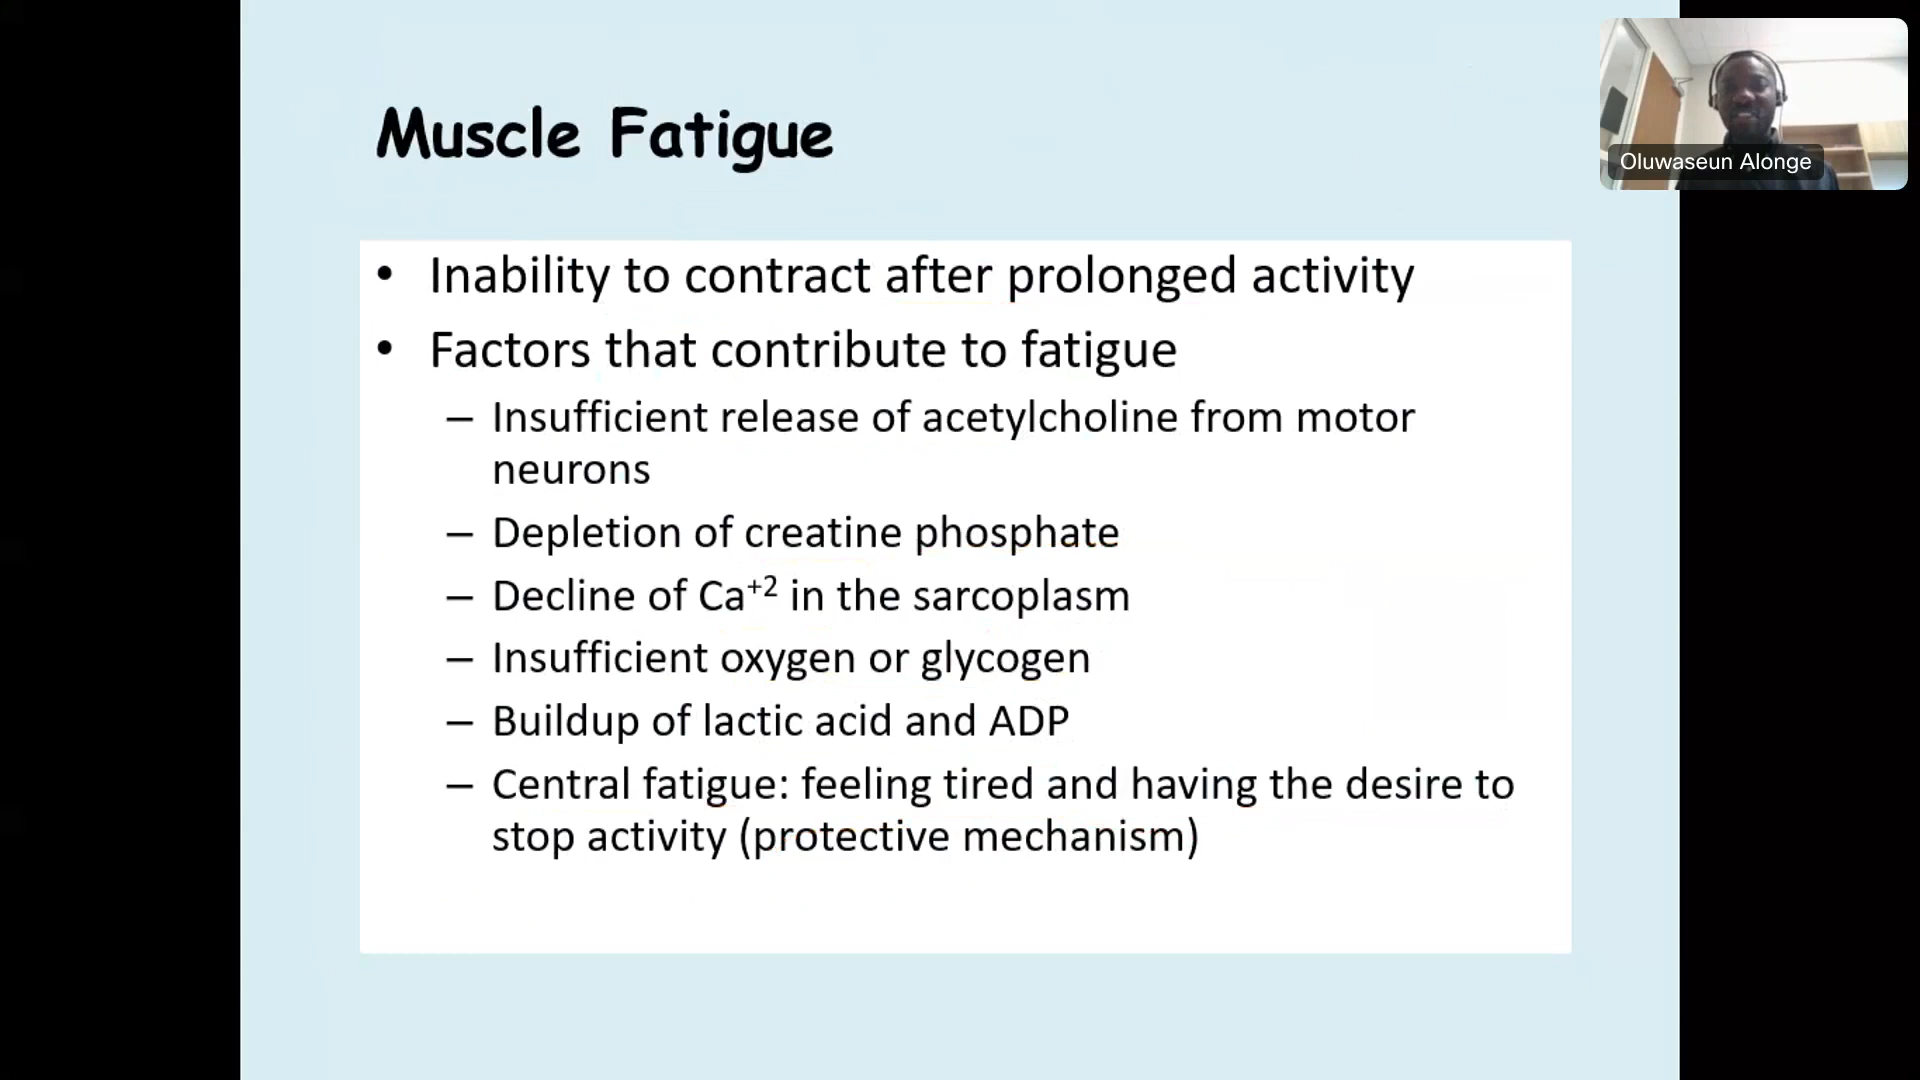 Muscle Fatigue
Oluwaseun Alonge
• Inability to contract after prolonged activity
• Factors that contribute to fatigue
– Insufficient release of acetylcholine from motor
neurons
– Depletion of creatine phosphate
– Decline of Ca⁺² in the sarcoplasm
– Insufficient oxygen or glycogen
– Buildup of lactic acid and ADP
– Central fatigue: feeling tired and having the desire to
stop activity (protective mechanism)